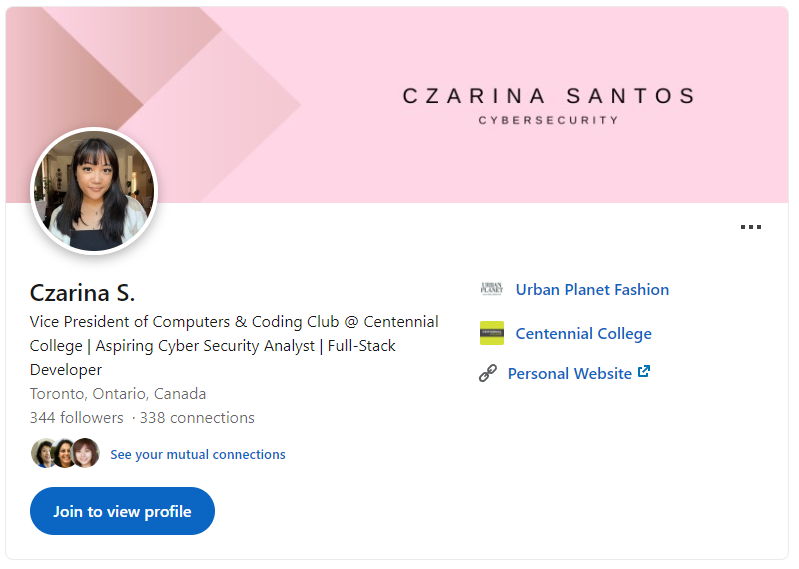 CZARINA SANTOS
CYBERSECURITY
Czarina S.
Vice President of Computers & Coding Club @ Centennial
College | Aspiring Cyber Security Analyst | Full-Stack
Developer
Toronto, Ontario, Canada
344 followers · 338 connections
See your mutual connections
Join to view profile
URBAN
PLANET
Urban Planet Fashion
Centennial College
Personal Website